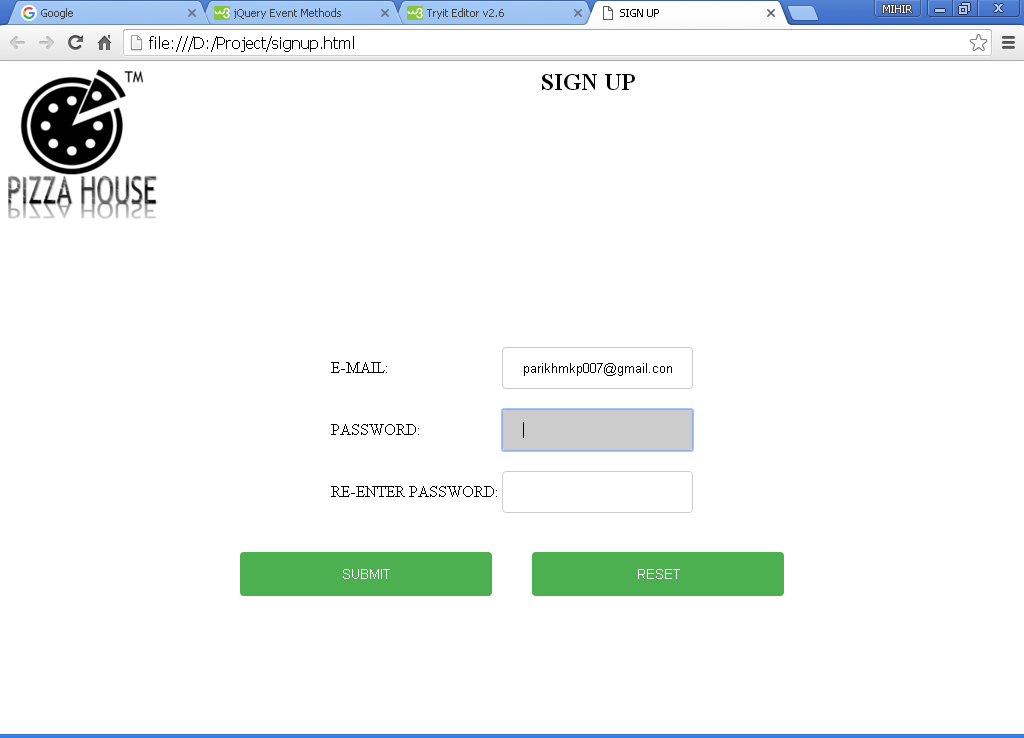 Google jQuery Event Methods Tryit Editor v2.6 SIGN UP MIHIR
file:///D:/Project/signup.html
TM
PIZZA HOUSE
SIGN UP
E-MAIL: parikhmkp007@gmail.con
PASSWORD:
RE-ENTER PASSWORD:
SUBMIT RESET